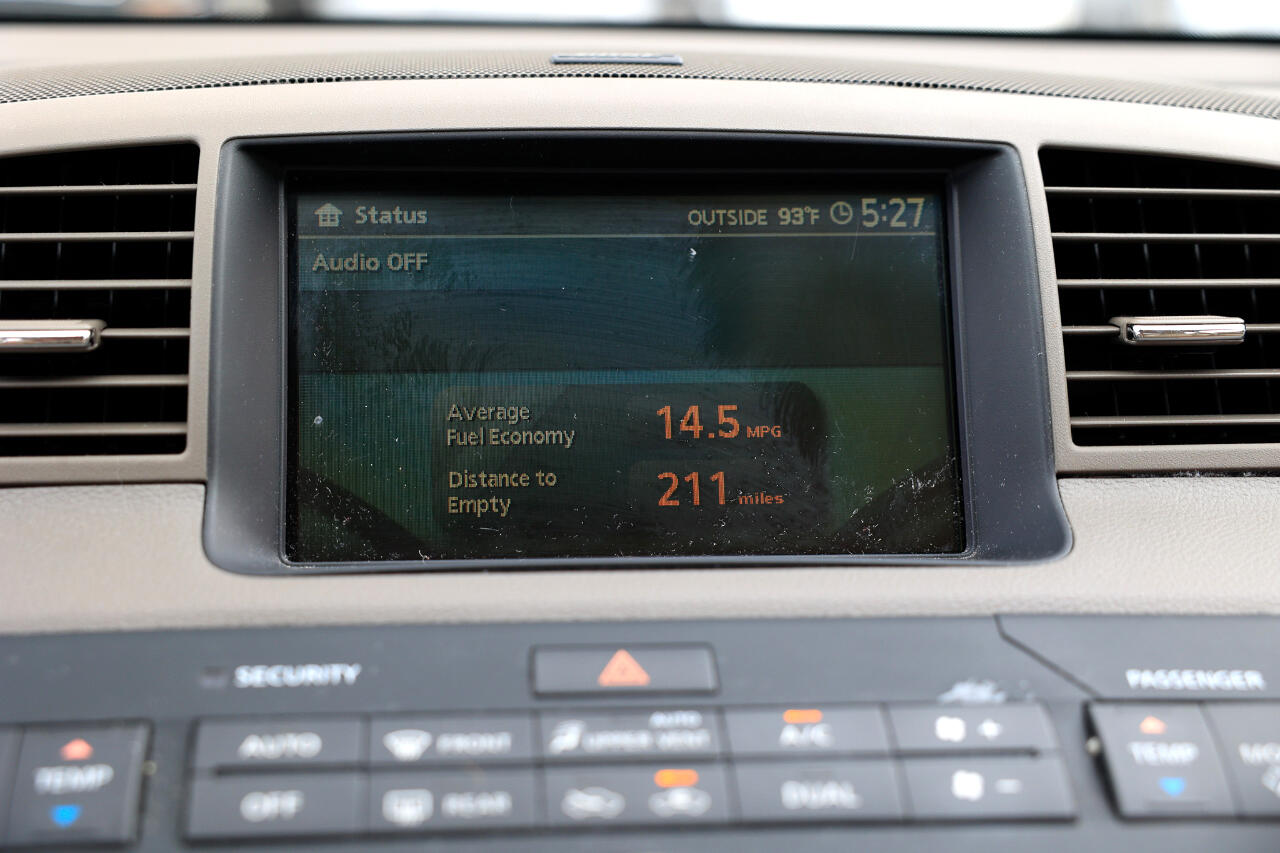 Status
OUTSIDE 93°F 5:27
Audio OFF
Average
Fuel Economy
14.5 MPG
Distance to
Empty
211 miles
SECURITY
PASSENGER
AUTO
FRONT
AUTO
UPPER VENT
A/C
+
TEMP
OFF
REAR
DUAL
-
TEMP